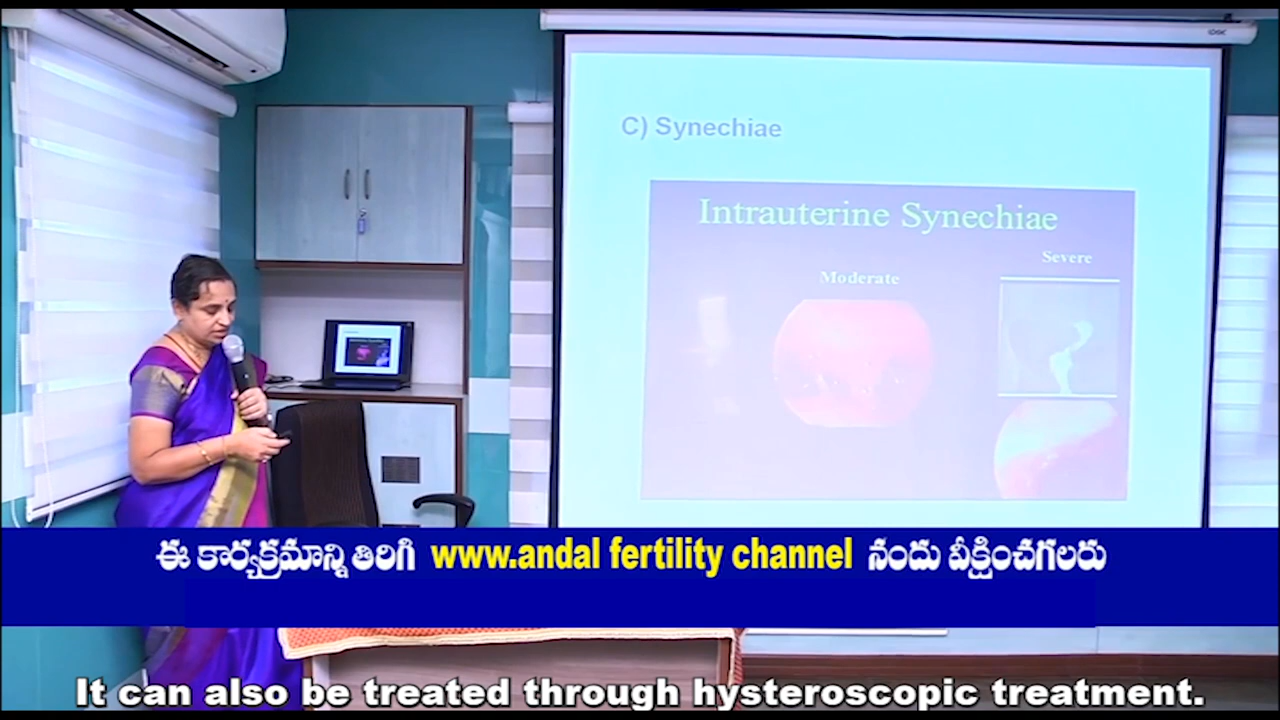 C) Synechiae
Intrauterine Synechiae
Severe
Moderate
ఈ కార్యక్రమాన్ని తిరిగి www.andal fertility channel నందు వీక్షించగలరు
It can also be treated through hysteroscopic treatment.